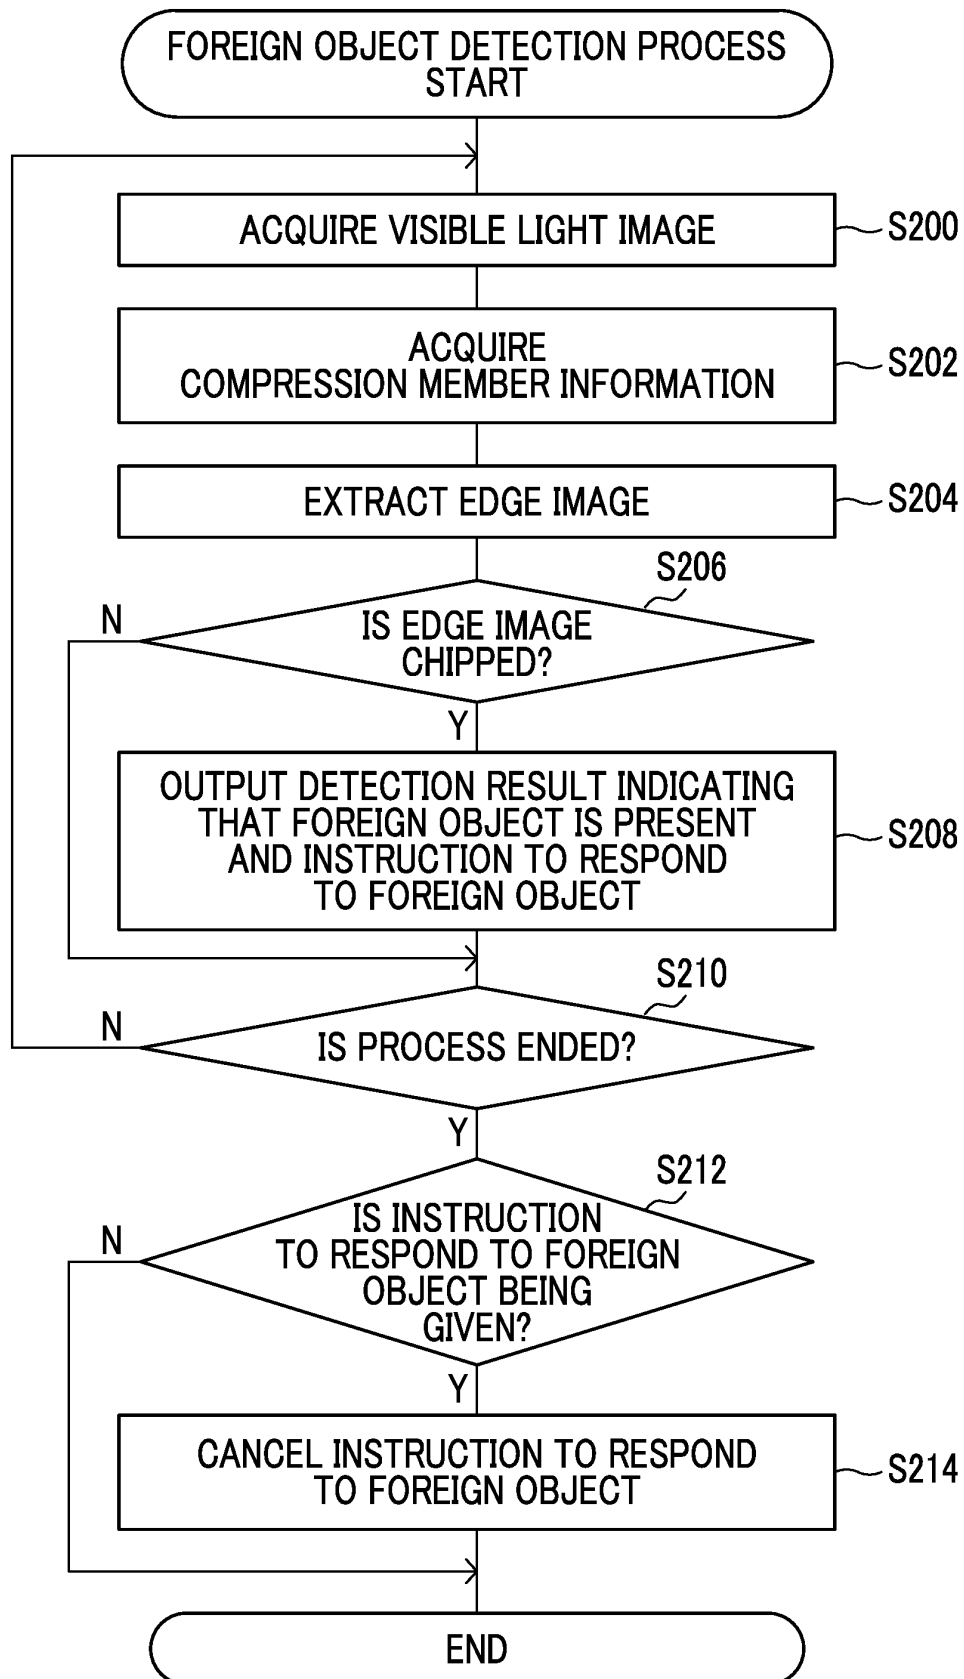 FOREIGN OBJECT DETECTION PROCESS
START
ACQUIRE VISIBLE LIGHT IMAGE
S200
ACQUIRE
COMPRESSION MEMBER INFORMATION
S202
EXTRACT EDGE IMAGE
S204
S206
N
IS EDGE IMAGE
CHIPPED?
Y
OUTPUT DETECTION RESULT INDICATING
THAT FOREIGN OBJECT IS PRESENT
AND INSTRUCTION TO RESPOND
TO FOREIGN OBJECT
S208
S210
N
IS PROCESS ENDED?
Y
S212
N
IS INSTRUCTION
TO RESPOND TO FOREIGN
OBJECT BEING
GIVEN?
Y
CANCEL INSTRUCTION TO RESPOND
TO FOREIGN OBJECT
S214
END